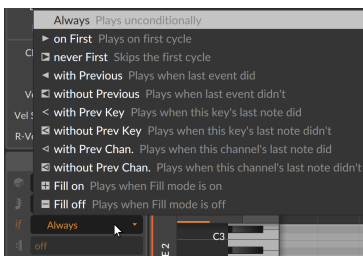 Always Plays unconditionally
on First Plays on first cycle
never First Skips the first cycle
with Previous Plays when last event did
without Previous Plays when last event didn't
with Prev Key Plays when this key's last note did
without Prev Key Plays when this key's last note didn't
with Prev Chan. Plays when this channel's last note did
without Prev Chan. Plays when this channel's last note didn't
Fill on Plays when Fill mode is on
Fill off Plays when Fill mode is off
if Always
C3
off